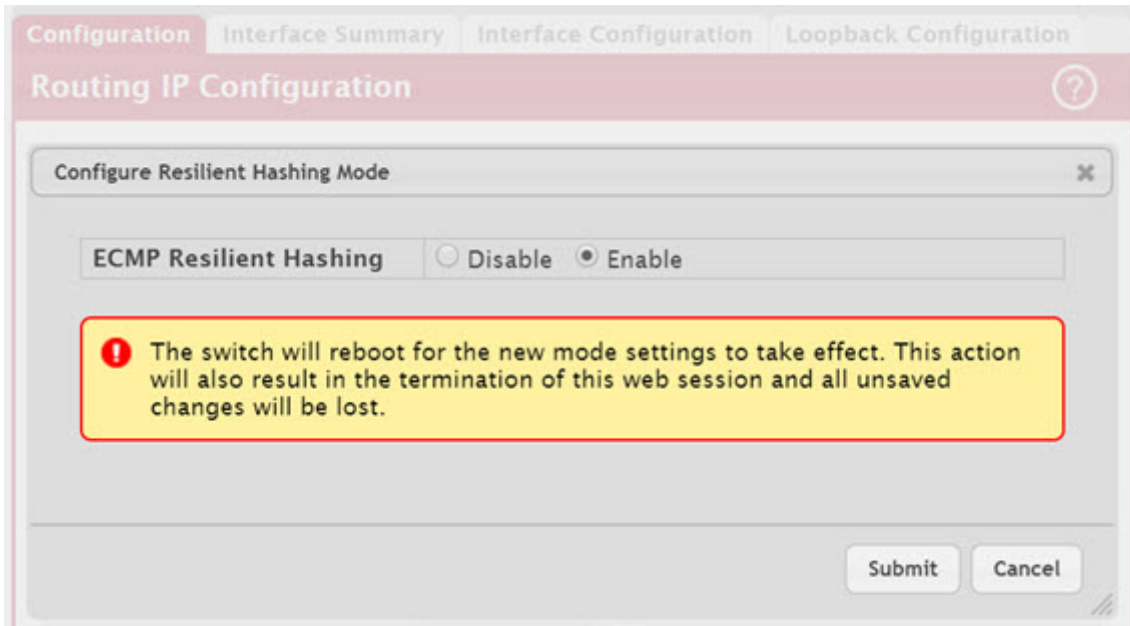 Configuration Interface Summary Interface Configuration Loopback Configuration
Routing IP Configuration ?
Configure Resilient Hashing Mode
ECMP Resilient Hashing Disable Enable
The switch will reboot for the new mode settings to take effect. This action
will also result in the termination of this web session and all unsaved
changes will be lost.
Submit Cancel